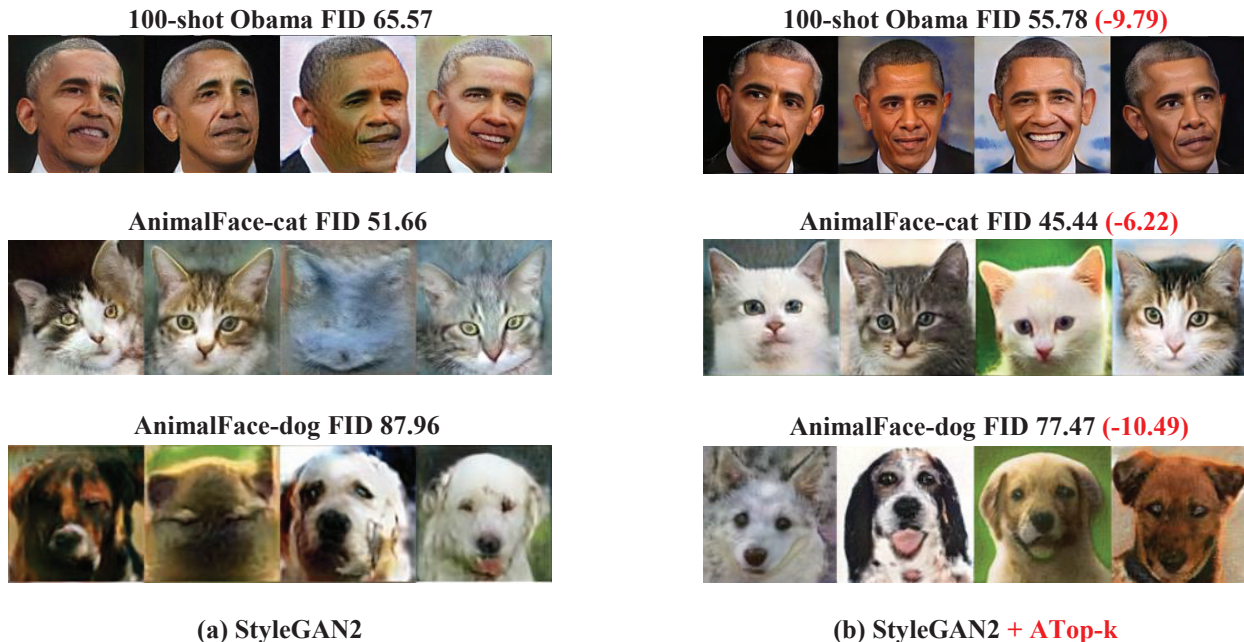 100-shot Obama FID 65.57
100-shot Obama FID 55.78 (-9.79)
AnimalFace-cat FID 51.66
AnimalFace-cat FID 45.44 (-6.22)
AnimalFace-dog FID 87.96
AnimalFace-dog FID 77.47 (-10.49)
(a) StyleGAN2
(b) StyleGAN2 + ATop-k